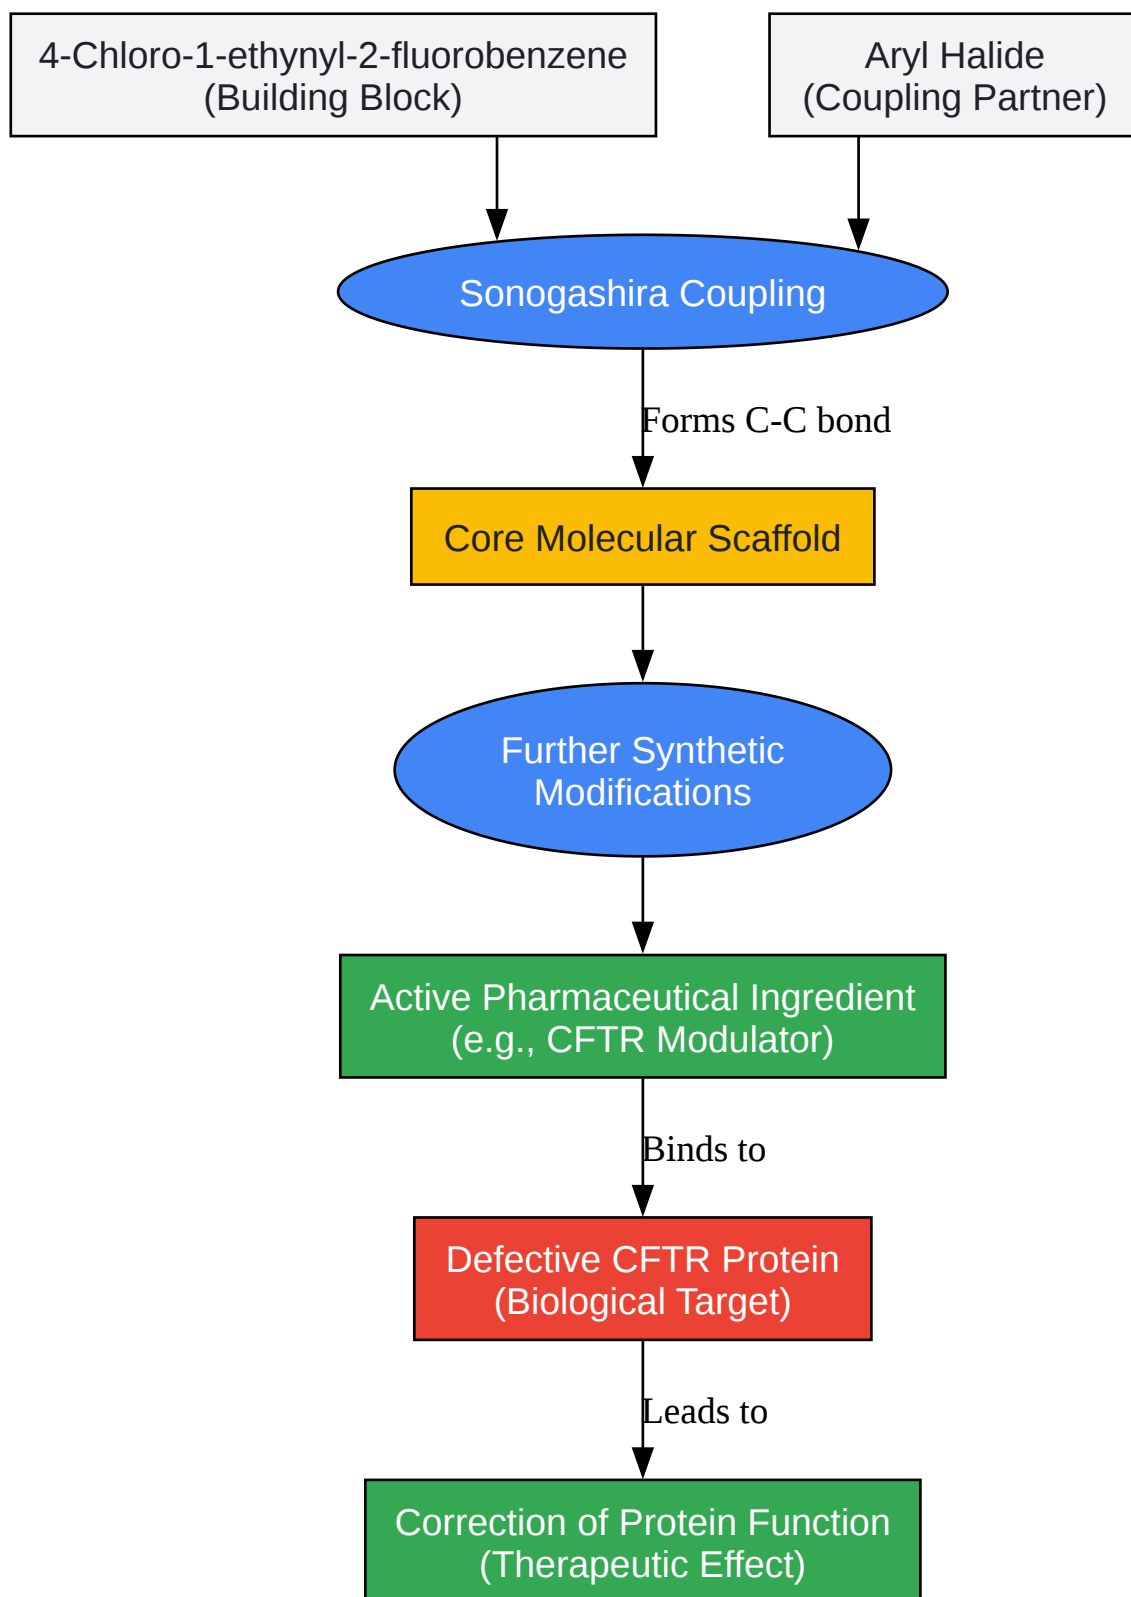 4-Chloro-1-ethynyl-2-fluorobenzene
(Building Block)
Aryl Halide
(Coupling Partner)
Sonogashira Coupling
Forms C-C bond
Core Molecular Scaffold
Further Synthetic
Modifications
Active Pharmaceutical Ingredient
(e.g., CFTR Modulator)
Binds to
Defective CFTR Protein
(Biological Target)
Leads to
Correction of Protein Function
(Therapeutic Effect)